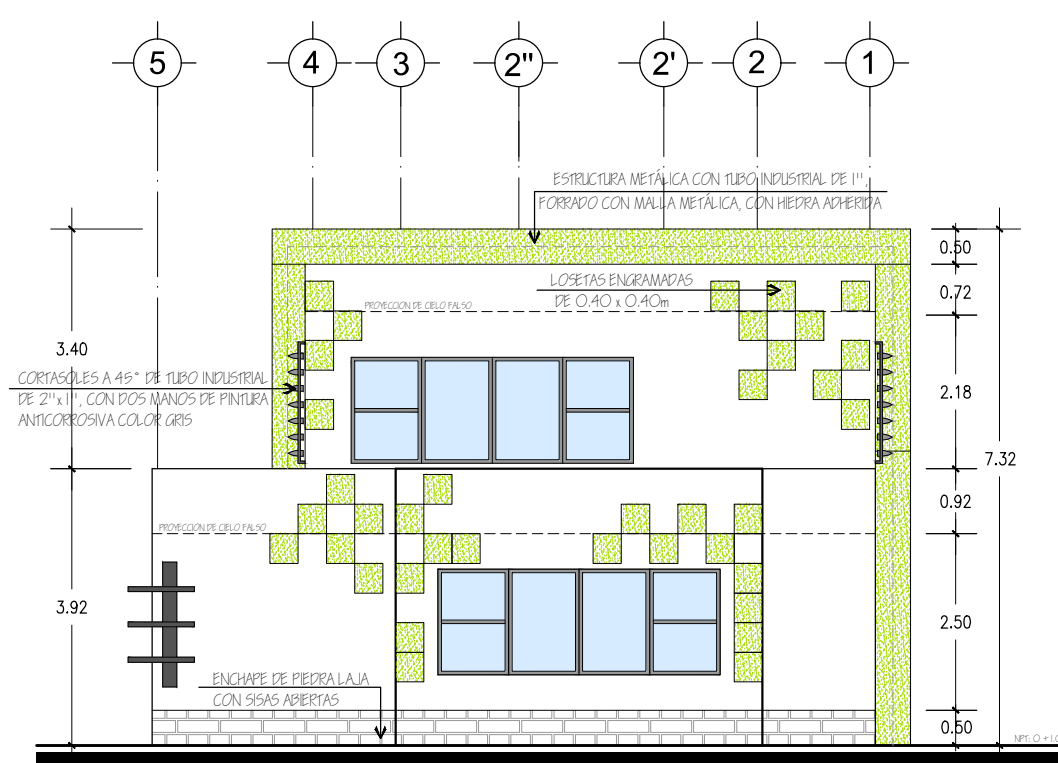 5 4 3 2'' 2' 2 1
ESTRUCTURA METÁLICA CON TUBO INDUSTRIAL DE 1'',
FORRADO CON MALLA METÁLICA, CON HIEDRA ADHERIDA
0.50
LOSETAS ENGRAMADAS
DE 0.40 x 0.40m
0.72
PROYECCION DE CIELO FALSO
3.40
CORTASOLES A 45° DE TUBO INDUSTRIAL
DE 2''x1'', CON DOS MANOS DE PINTURA
ANTICORROSIVA COLOR GRIS
2.18
7.32
0.92
PROYECCION DE CIELO FALSO
3.92
2.50
ENCHAPE DE PIEDRA LAJA
CON SISAS ABIERTAS
0.50
NPT: 0 +1.0